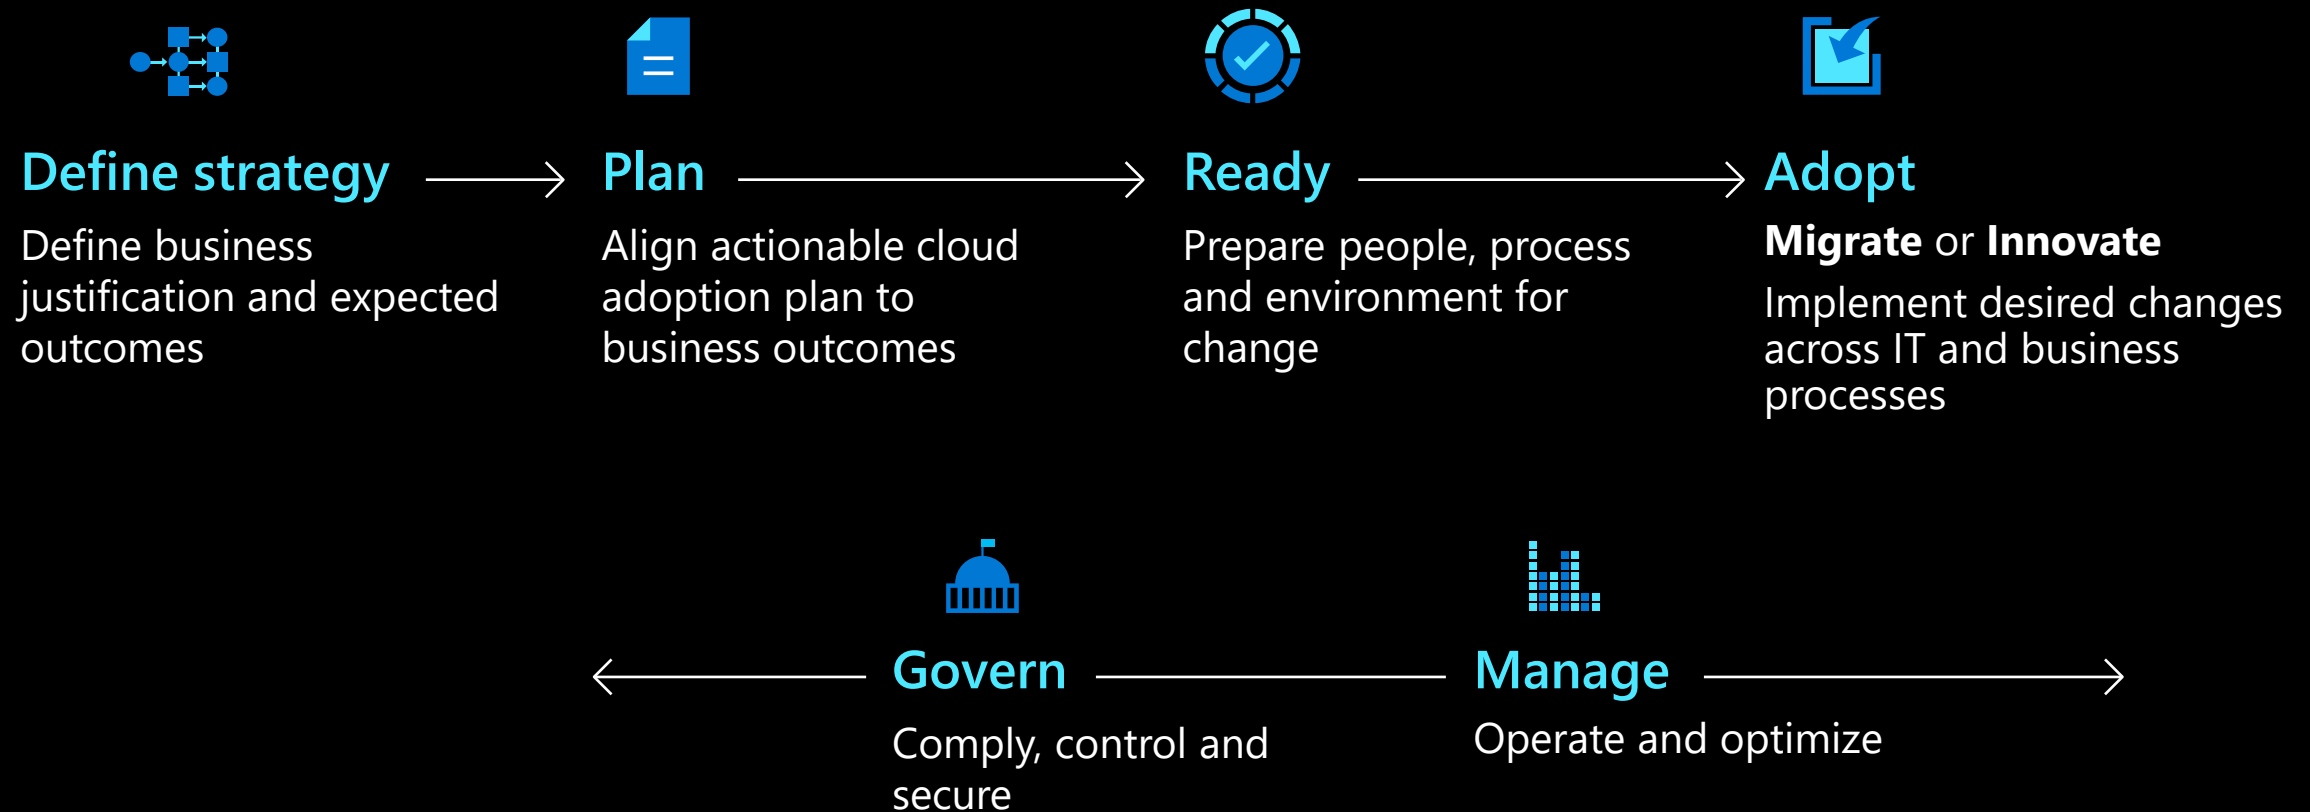 Define strategy
Define business
justification and expected
outcomes
Plan
Align actionable cloud
adoption plan to
business outcomes
Ready
Prepare people, process
and environment for
change
Adopt
Migrate or Innovate
Implement desired changes
across IT and business
processes
Govern
Comply, control and
secure
Manage
Operate and optimize